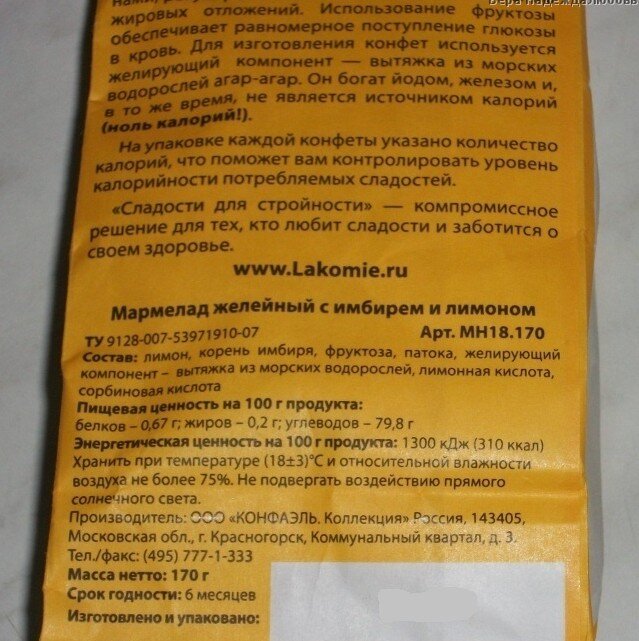 Вера Надеждалюбовь
жировых отложений. Использование фруктозы
обеспечивает равномерное поступление глюкозы
в кровь. Для изготовления конфет используется
желирующий компонент — вытяжка из морских
водорослей агар-агар. Он богат йодом, железом и,
в то же время, не является источником калорий
(ноль калорий!).
На упаковке каждой конфеты указано количество
калорий, что поможет вам контролировать уровень
калорийности потребляемых сладостей.
«Сладости для стройности» — компромиссное
решение для тех, кто любит сладости и заботится о
своем здоровье.
www.Lakomie.ru
Мармелад желейный с имбирем и лимоном
ТУ 9128-007-53971910-07 Арт. МН18.170
Состав: лимон, корень имбиря, фруктоза, патока, желирующий
компонент – вытяжка из морских водорослей, лимонная кислота,
сорбиновая кислота
Пищевая ценность на 100 г продукта:
белков – 0,67 г; жиров – 0,2 г; углеводов – 79,8 г
Энергетическая ценность на 100 г продукта: 1300 кДж (310 ккал)
Хранить при температуре (18±3)°С и относительной влажности
воздуха не более 75%. Не подвергать воздействию прямого
солнечного света.
Производитель: ООО «КОНФАЭЛЬ. Коллекция» Россия, 143405,
Московская обл., г. Красногорск, Коммунальный квартал, д. 3.
Тел./факс: (495) 777-1-333
Масса нетто: 170 г
Срок годности: 6 месяцев
Изготовлено и упаковано: